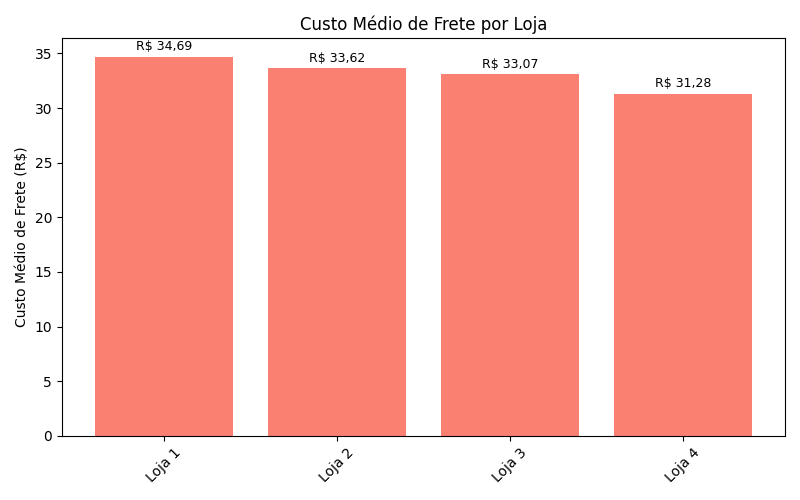 Custo Médio de Frete por Loja
Custo Médio de Frete (R$)
35
30
25
20
15
10
5
0
R$ 34,69
R$ 33,62
R$ 33,07
R$ 31,28
Loja 1
Loja 2
Loja 3
Loja 4